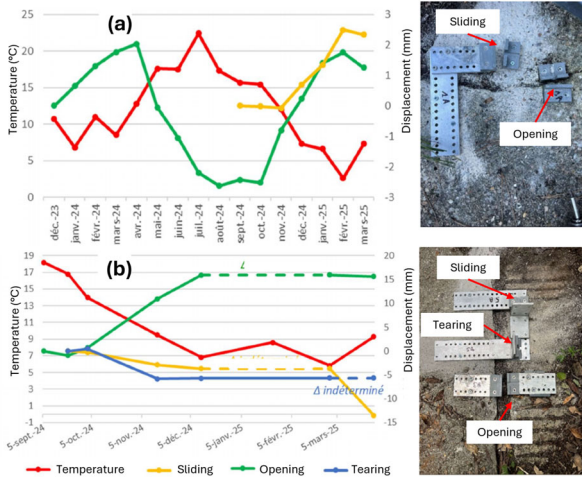 (a)
Temperature (ºC)
25
20
15
10
5
0
Displacement (mm)
3
2
1
0
-1
-2
-3
déc.-23
janv.-24
févr.-24
mars-24
avr.-24
mai-24
juin-24
juil.-24
août-24
sept.-24
oct.-24
nov.-24
déc.-24
janv.-25
févr.-25
mars-25
Sliding
Opening
(b)
Temperature (ºC)
19
17
15
13
11
9
7
5
3
1
-1
Displacement (mm)
20
15
10
5
0
-5
-10
-15
Δ indéterminé
5-sept.-24
5-oct.-24
5-nov.-24
5-déc.-24
5-janv.-25
5-févr.-25
5-mars-25
Sliding
Tearing
Opening
Temperature
Sliding
Opening
Tearing